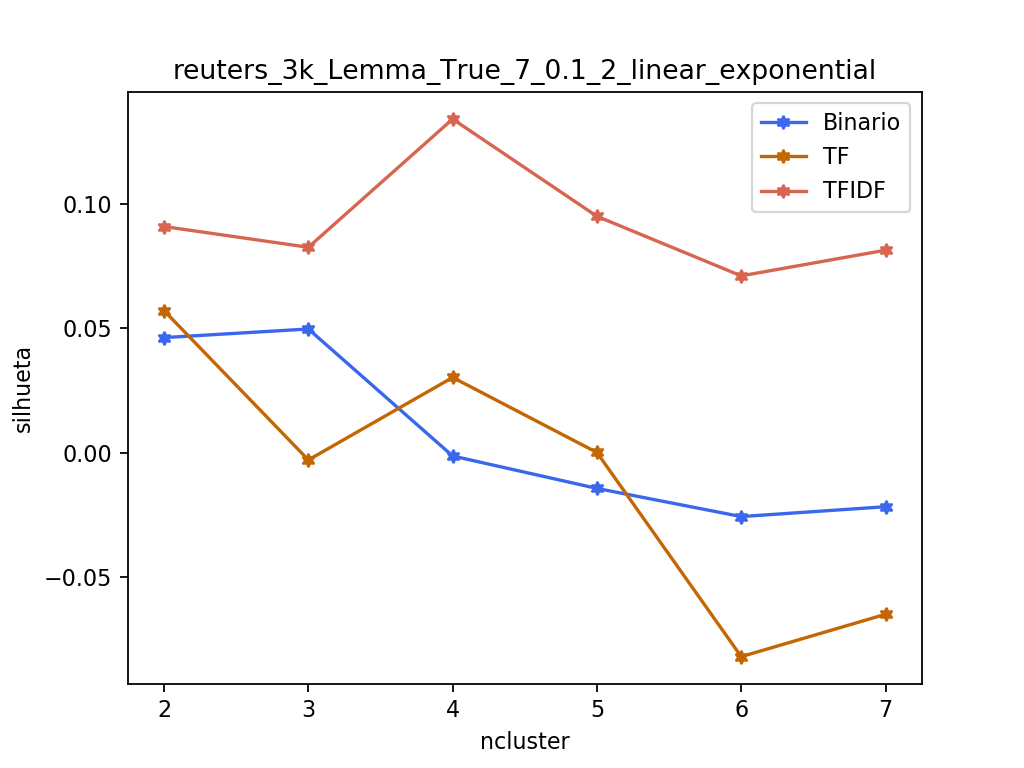 reuters_3k_Lemma_True_7_0.1_2_linear_exponential
Binario
TF
TFIDF
silhueta
0.10
0.05
0.00
−0.05
2 3 4 5 6 7
ncluster